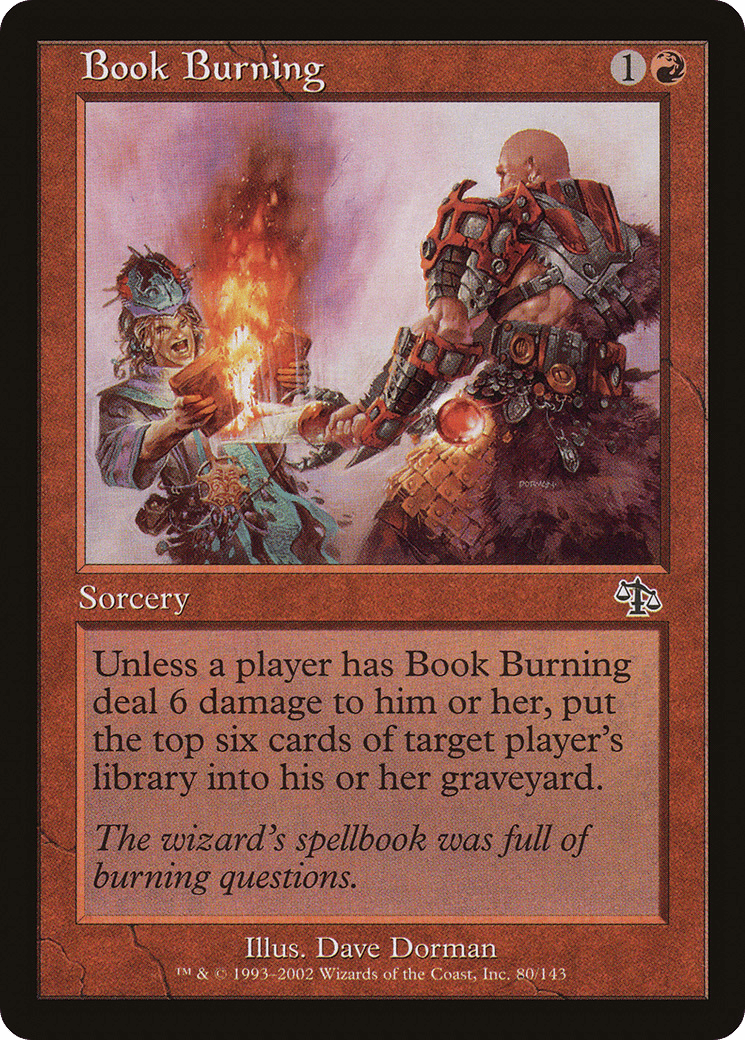 Book Burning
1
DORMAN
Sorcery
Unless a player has Book Burning
deal 6 damage to him or her, put
the top six cards of target player's
library into his or her graveyard.
The wizard's spellbook was full of
burning questions.
Illus. Dave Dorman
™ & © 1993–2002 Wizards of the Coast, Inc. 80/143